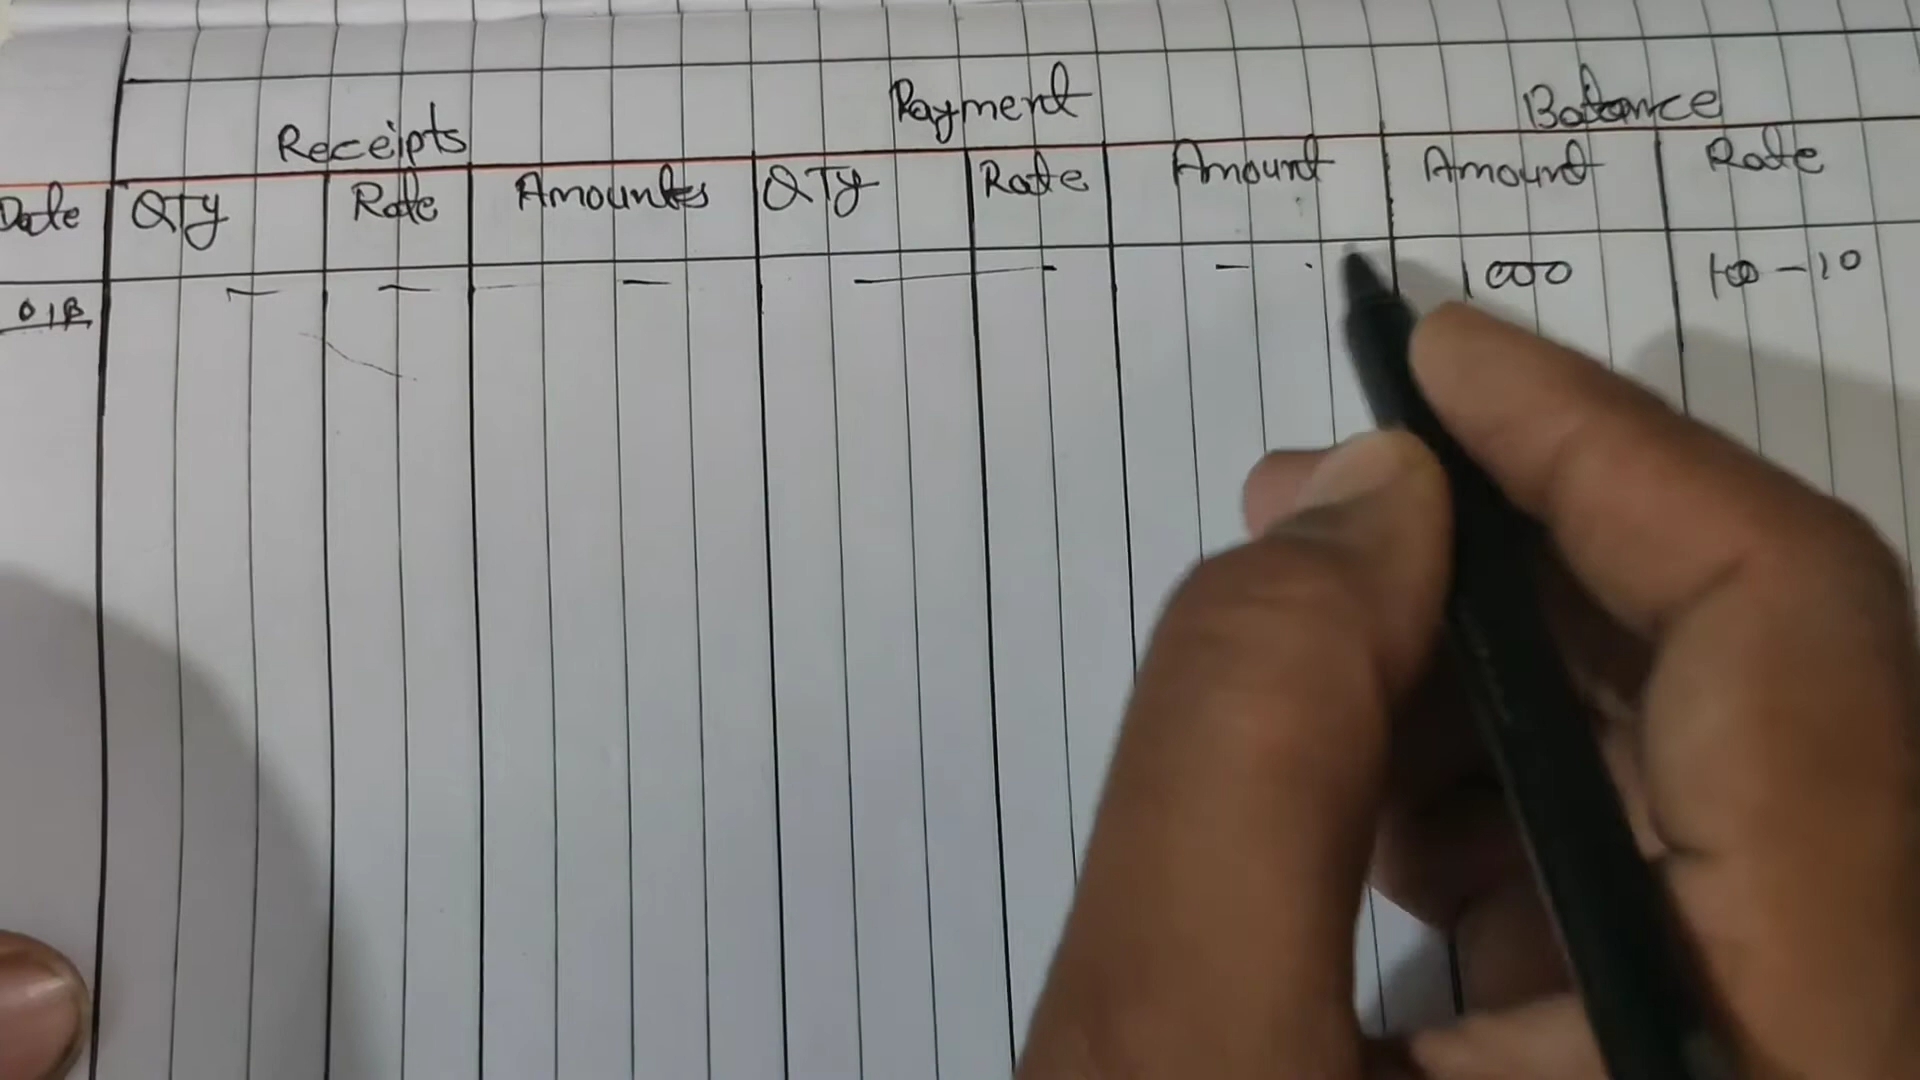 Receipts Payment Balance
Date QTY Rate Amounts QTY Rate Amount Amount Rate
O/B — — — — — 1000 100 - 10